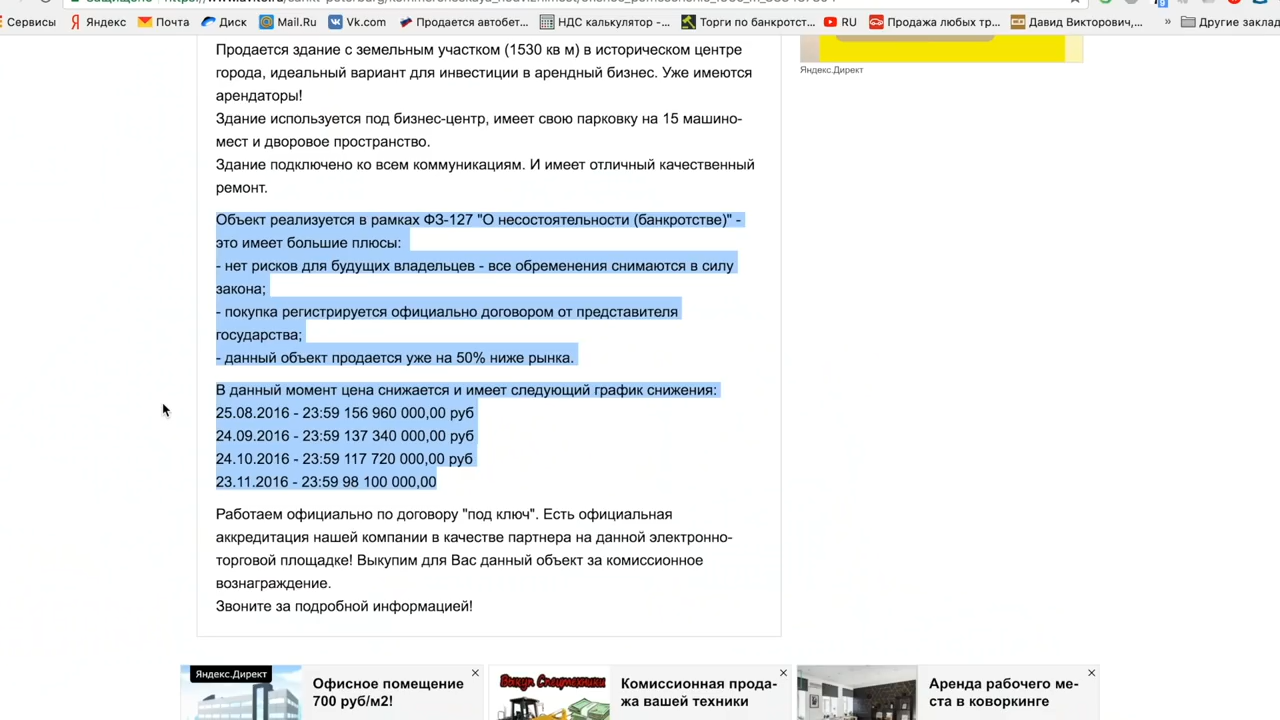 Сервисы Яндекс Почта Диск Mail.Ru Vk.com Продается автобет... НДС калькулятор -... Торги по банкротст... RU Продажа любых тр... Давид Викторович,... » Другие заклад
Продается здание с земельным участком (1530 кв м) в историческом центре
города, идеальный вариант для инвестиции в арендный бизнес. Уже имеются
арендаторы!
Здание используется под бизнес-центр, имеет свою парковку на 15 машино-
мест и дворовое пространство.
Здание подключено ко всем коммуникациям. И имеет отличный качественный
ремонт.
Яндекс.Директ
Объект реализуется в рамках ФЗ-127 "О несостоятельности (банкротстве)" -
это имеет большие плюсы:
- нет рисков для будущих владельцев - все обременения снимаются в силу
закона;
- покупка регистрируется официально договором от представителя
государства;
- данный объект продается уже на 50% ниже рынка.
В данный момент цена снижается и имеет следующий график снижения:
25.08.2016 - 23:59 156 960 000,00 руб
24.09.2016 - 23:59 137 340 000,00 руб
24.10.2016 - 23:59 117 720 000,00 руб
23.11.2016 - 23:59 98 100 000,00
Работаем официально по договору "под ключ". Есть официальная
аккредитация нашей компании в качестве партнера на данной электронно-
торговой площадке! Выкупим для Вас данный объект за комиссионное
вознаграждение.
Звоните за подробной информацией!
Яндекс.Директ
Офисное помещение
700 руб/м2!
Выкуп Спецтехники
Комиссионная прода-
жа вашей техники
Аренда рабочего ме-
ста в коворкинге